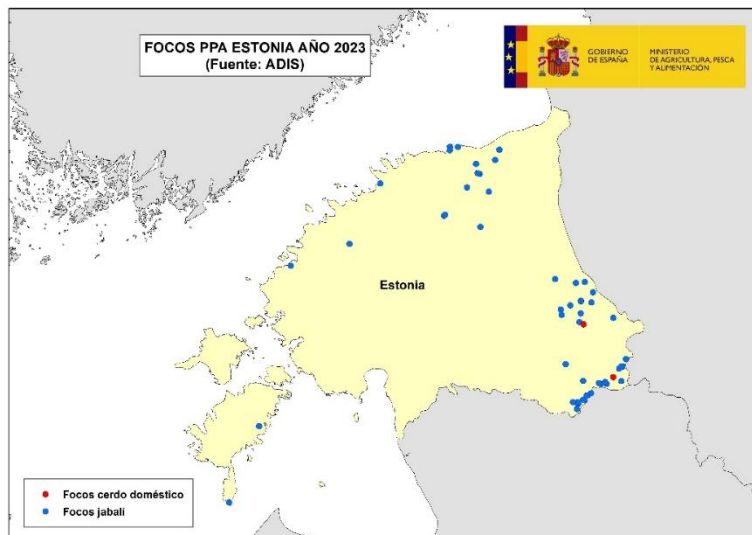 FOCOS PPA ESTONIA AÑO 2023
(Fuente: ADIS)
GOBIERNO
DE ESPAÑA
MINISTERIO
DE AGRICULTURA, PESCA
Y ALIMENTACIÓN
Estonia
Focos cerdo doméstico
Focos jabalí